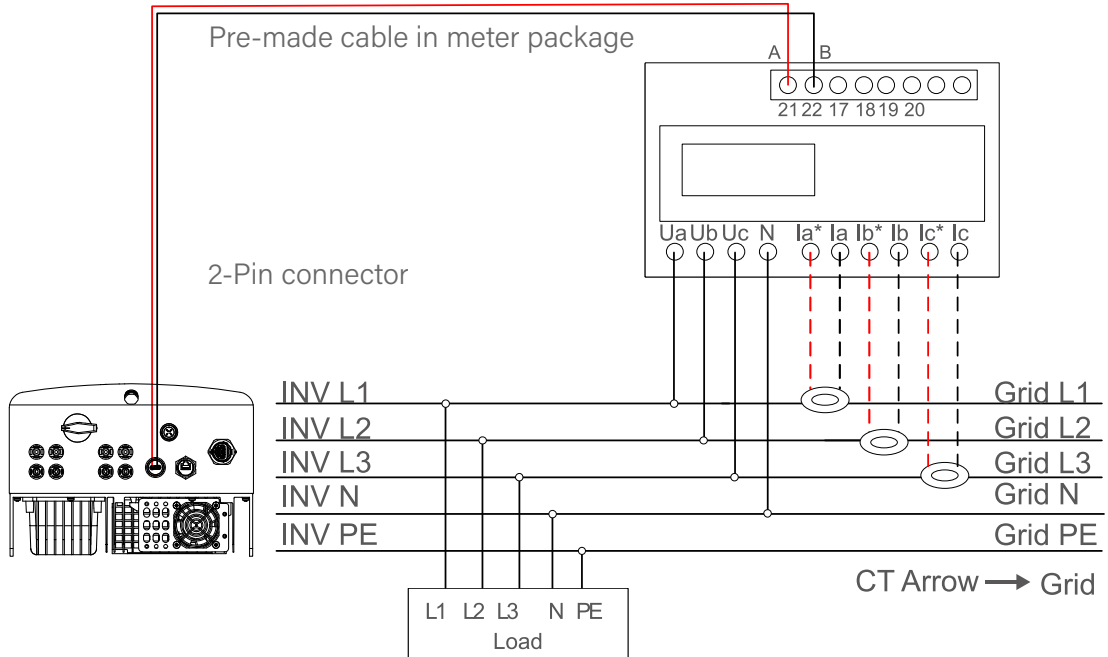 Pre-made cable in meter package
A B
21 22 17 18 19 20
Ua Ub Uc N Ia* Ia Ib* Ib Ic* Ic
2-Pin connector
INV L1 Grid L1
INV L2 Grid L2
INV L3 Grid L3
INV N Grid N
INV PE Grid PE
CT Arrow → Grid
L1 L2 L3 N PE
Load